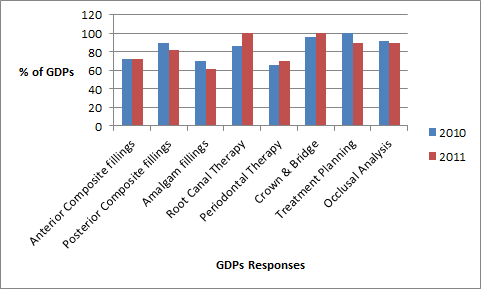 120
100
80
60
40
20
0
% of GDPs
Anterior Composite fillings
Posterior Composite fillings
Amalgam fillings
Root Canal Therapy
Periodontal Therapy
Crown & Bridge
Treatment Planning
Occlusal Analysis
2010
2011
GDPs Responses